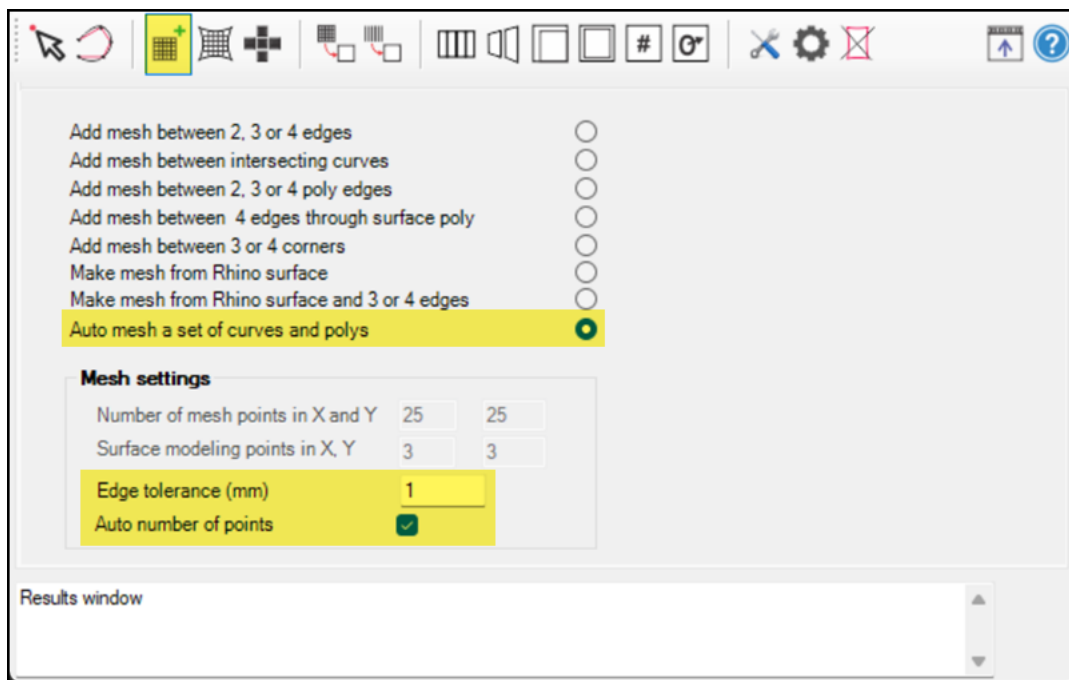 #
?
Add mesh between 2, 3 or 4 edges
Add mesh between intersecting curves
Add mesh between 2, 3 or 4 poly edges
Add mesh between  4 edges through surface poly
Add mesh between 3 or 4 corners
Make mesh from Rhino surface
Make mesh from Rhino surface and 3 or 4 edges
Auto mesh a set of curves and polys
Mesh settings
Number of mesh points in X and Y 25 25
Surface modeling points in X, Y 3 3
Edge tolerance (mm) 1
Auto number of points
Results window